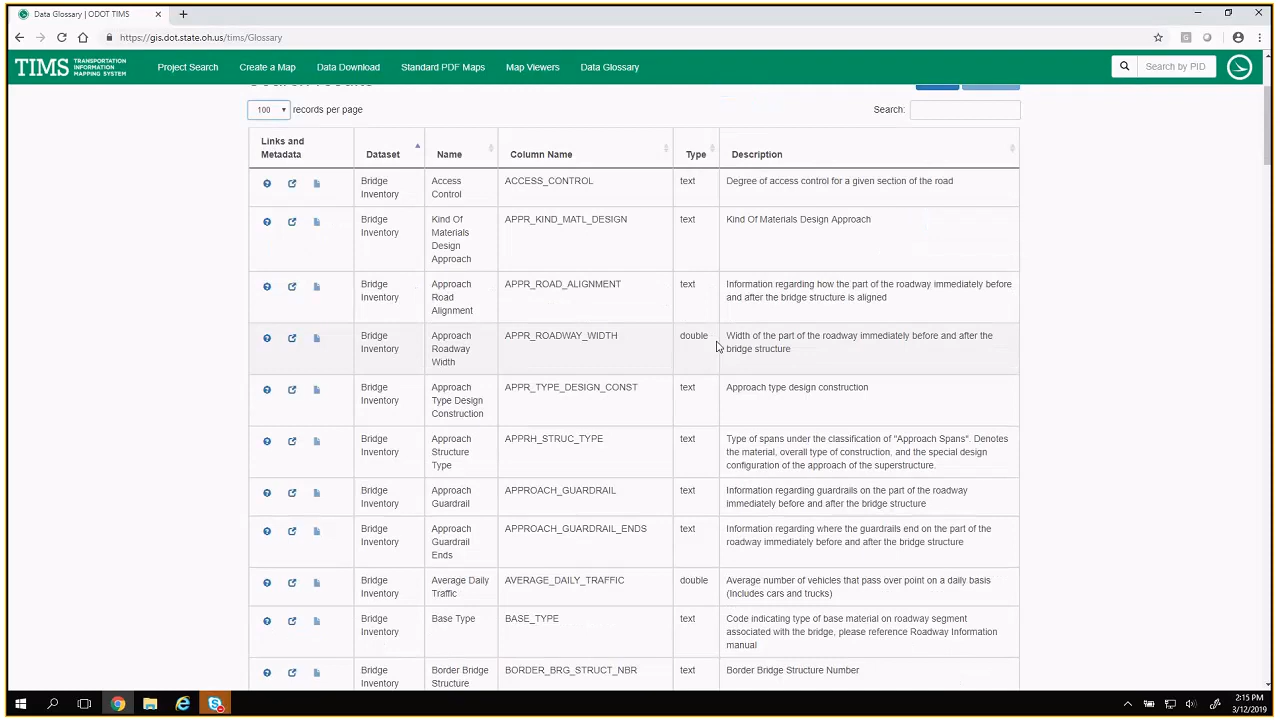 Data Glossary | ODOT TIMS
https://gis.dot.state.oh.us/tims/Glossary
TIMS TRANSPORTATION INFORMATION MAPPING SYSTEM
Project Search Create a Map Data Download Standard PDF Maps Map Viewers Data Glossary Search by PID
100 records per page Search:
Links and
Metadata Dataset Name Column Name Type Description
Bridge Access ACCESS_CONTROL text Degree of access control for a given section of the road
Inventory Control
Bridge Kind Of APPR_KIND_MATL_DESIGN text Kind Of Materials Design Approach
Inventory Materials
Design
Approach
Bridge Approach APPR_ROAD_ALIGNMENT text Information regarding how the part of the roadway immediately before
Inventory Road and after the bridge structure is aligned
Alignment
Bridge Approach APPR_ROADWAY_WIDTH double Width of the part of the roadway immediately before and after the
Inventory Roadway bridge structure
Width
Bridge Approach APPR_TYPE_DESIGN_CONST text Approach type design construction
Inventory Type Design
Construction
Bridge Approach APPRH_STRUC_TYPE text Type of spans under the classification of "Approach Spans". Denotes
Inventory Structure the material, overall type of construction, and the special design
Type configuration of the approach of the superstructure.
Bridge Approach APPROACH_GUARDRAIL text Information regarding guardrails on the part of the roadway
Inventory Guardrail immediately before and after the bridge structure
Bridge Approach APPROACH_GUARDRAIL_ENDS text Information regarding where the guardrails end on the part of the
Inventory Guardrail roadway immediately before and after the bridge structure
Ends
Bridge Average Daily AVERAGE_DAILY_TRAFFIC double Average number of vehicles that pass over point on a daily basis
Inventory Traffic (Includes cars and trucks)
Bridge Base Type BASE_TYPE text Code indicating type of base material on roadway segment
Inventory associated with the bridge, please reference Roadway Information
manual
Bridge Border Bridge BORDER_BRG_STRUCT_NBR text Border Bridge Structure Number
Inventory Structure
2:15 PM
3/12/2019